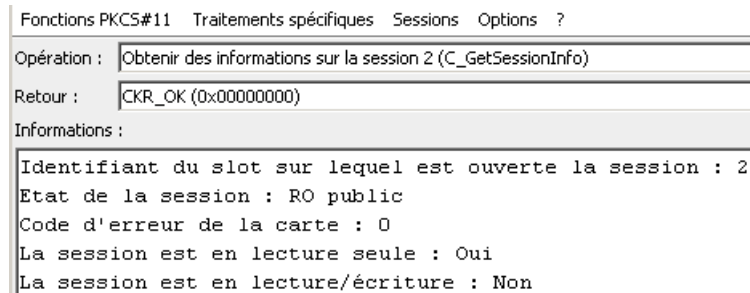 Fonctions PKCS#11 Traitements spécifiques Sessions Options ?
Opération : Obtenir des informations sur la session 2 (C_GetSessionInfo)
Retour : CKR_OK (0x00000000)
Informations :
Identifiant du slot sur lequel est ouverte la session : 2
Etat de la session : RO public
Code d'erreur de la carte : 0
La session est en lecture seule : Oui
La session est en lecture/écriture : Non